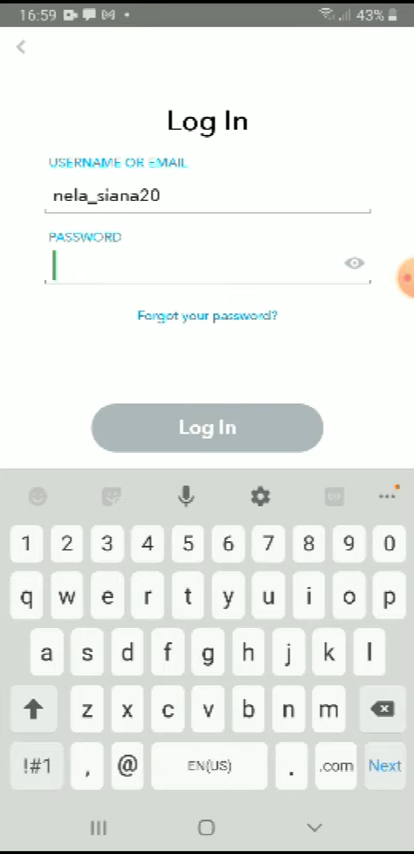 16:59 43%
Log In
USERNAME OR EMAIL
nela_siana20
PASSWORD
Forgot your password?
Log In
GIF
1 2 3 4 5 6 7 8 9 0
q w e r t y u i o p
a s d f g h j k l
z x c v b n m
!#1 , @ EN(US) . .com Next